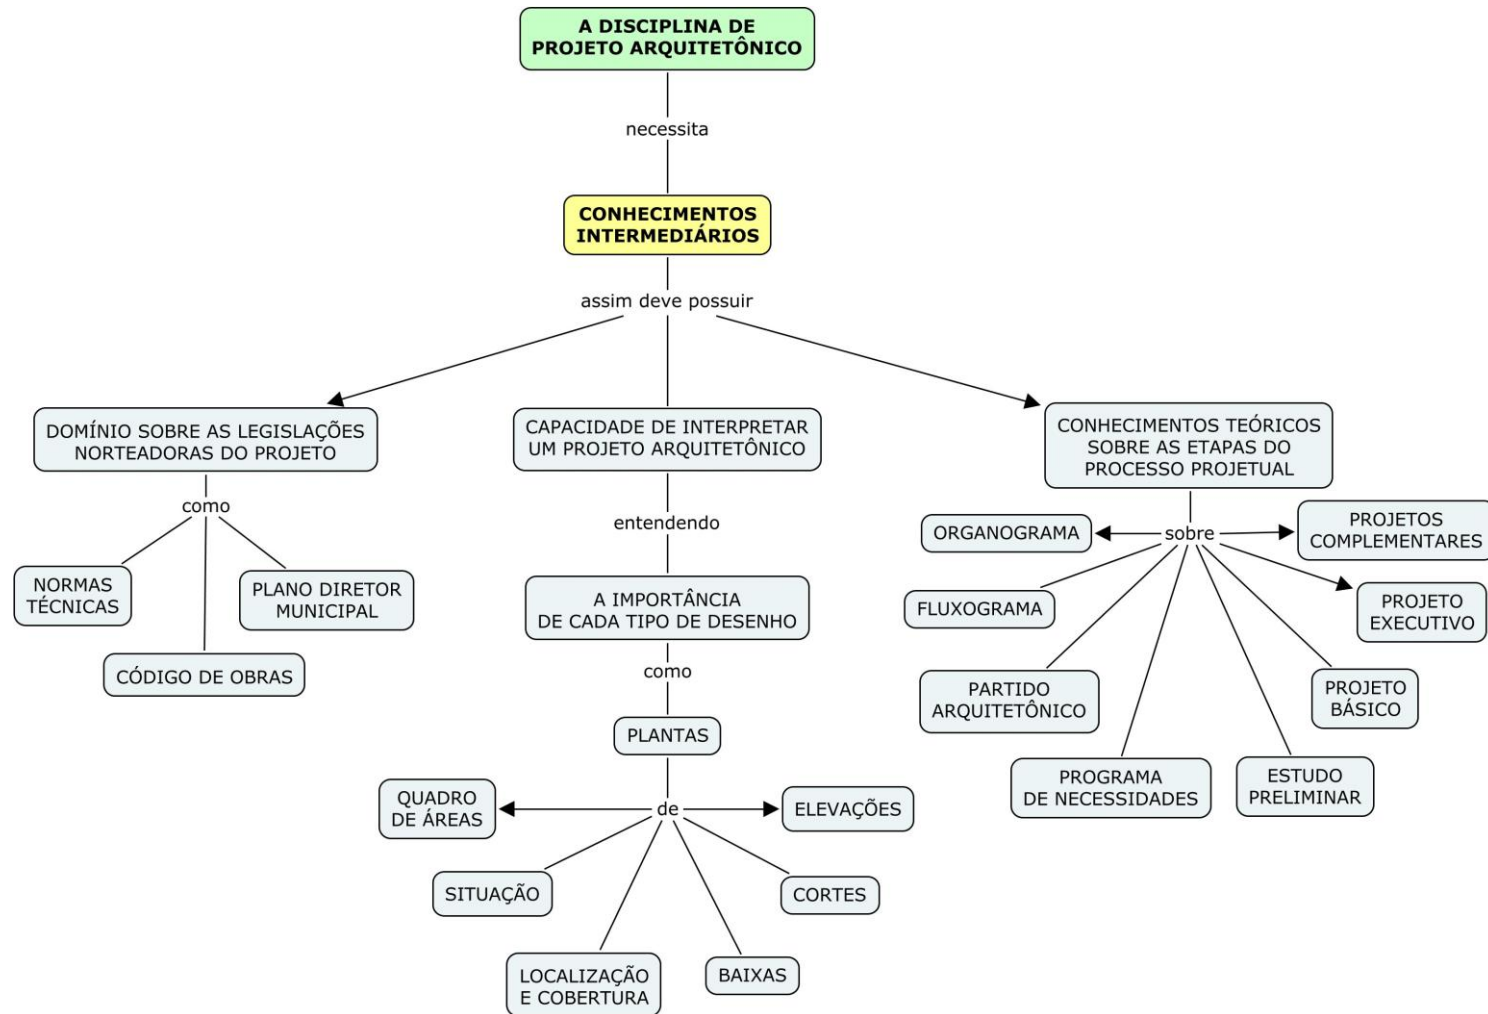 A DISCIPLINA DE
PROJETO ARQUITETÔNICO
necessita
CONHECIMENTOS
INTERMEDIÁRIOS
assim deve possuir
DOMÍNIO SOBRE AS LEGISLAÇÕES
NORTEADORAS DO PROJETO
como
NORMAS
TÉCNICAS
PLANO DIRETOR
MUNICIPAL
CÓDIGO DE OBRAS
CAPACIDADE DE INTERPRETAR
UM PROJETO ARQUITETÔNICO
entendendo
A IMPORTÂNCIA
DE CADA TIPO DE DESENHO
como
PLANTAS
de
QUADRO
DE ÁREAS
ELEVAÇÕES
SITUAÇÃO
CORTES
LOCALIZAÇÃO
E COBERTURA
BAIXAS
CONHECIMENTOS TEÓRICOS
SOBRE AS ETAPAS DO
PROCESSO PROJETUAL
sobre
ORGANOGRAMA
PROJETOS
COMPLEMENTARES
FLUXOGRAMA
PROJETO
EXECUTIVO
PARTIDO
ARQUITETÔNICO
PROJETO
BÁSICO
PROGRAMA
DE NECESSIDADES
ESTUDO
PRELIMINAR